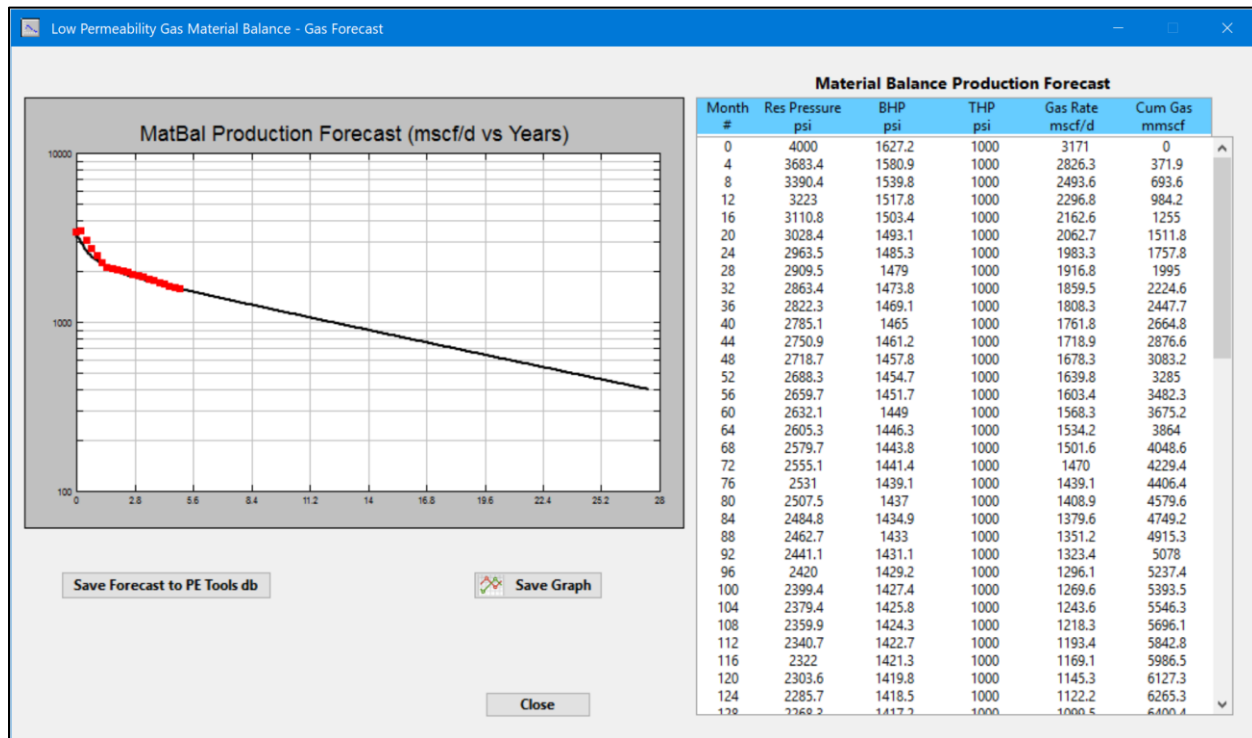 Low Permeability Gas Material Balance - Gas Forecast
MatBal Production Forecast (mscf/d vs Years)
10000
1000
100
0 2.8 5.6 8.4 11.2 14 16.8 19.6 22.4 25.2 28
Save Forecast to PE Tools db
Save Graph
Close
Material Balance Production Forecast
Month Res Pressure BHP THP Gas Rate Cum Gas
# psi psi psi mscf/d mmscf
0 4000 1627.2 1000 3171 0
4 3683.4 1580.9 1000 2826.3 371.9
8 3390.4 1539.8 1000 2493.6 693.6
12 3223 1517.8 1000 2296.8 984.2
16 3110.8 1503.4 1000 2162.6 1255
20 3028.4 1493.1 1000 2062.7 1511.8
24 2963.5 1485.3 1000 1983.3 1757.8
28 2909.5 1479 1000 1916.8 1995
32 2863.4 1473.8 1000 1859.5 2224.6
36 2822.3 1469.1 1000 1808.3 2447.7
40 2785.1 1465 1000 1761.8 2664.8
44 2750.9 1461.2 1000 1718.9 2876.6
48 2718.7 1457.8 1000 1678.3 3083.2
52 2688.3 1454.7 1000 1639.8 3285
56 2659.7 1451.7 1000 1603.4 3482.3
60 2632.1 1449 1000 1568.3 3675.2
64 2605.3 1446.3 1000 1534.2 3864
68 2579.7 1443.8 1000 1501.6 4048.6
72 2555.1 1441.4 1000 1470 4229.4
76 2531 1439.1 1000 1439.1 4406.4
80 2507.5 1437 1000 1408.9 4579.6
84 2484.8 1434.9 1000 1379.6 4749.2
88 2462.7 1433 1000 1351.2 4915.3
92 2441.1 1431.1 1000 1323.4 5078
96 2420 1429.2 1000 1296.1 5237.4
100 2399.4 1427.4 1000 1269.6 5393.5
104 2379.4 1425.8 1000 1243.6 5546.3
108 2359.9 1424.3 1000 1218.3 5696.1
112 2340.7 1422.7 1000 1193.4 5842.8
116 2322 1421.3 1000 1169.1 5986.5
120 2303.6 1419.8 1000 1145.3 6127.3
124 2285.7 1418.5 1000 1122.2 6265.3
128 2268.3 1417.2 1000 1099.5 6400.4